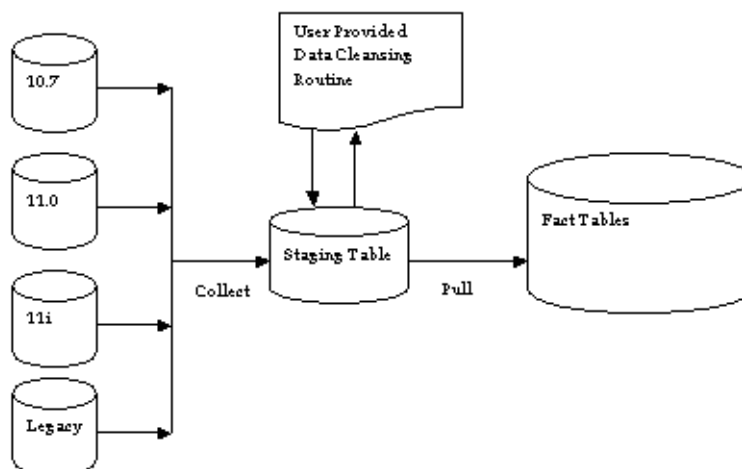 10.7
11.0
11i
Legacy
Collect
User Provided
Data Cleansing
Routine
Staging Table
Pull
Fact Tables